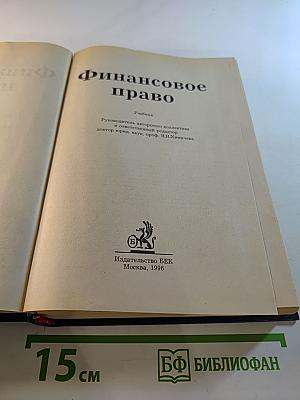 Финансовое
право
Учебник
Руководитель авторского коллектива
и ответственный редактор
доктор юрид. наук, проф. Н.И.Химичева
Б
Издательство БЕК
Москва, 1996
15 см
БФ БИБЛИОФАН